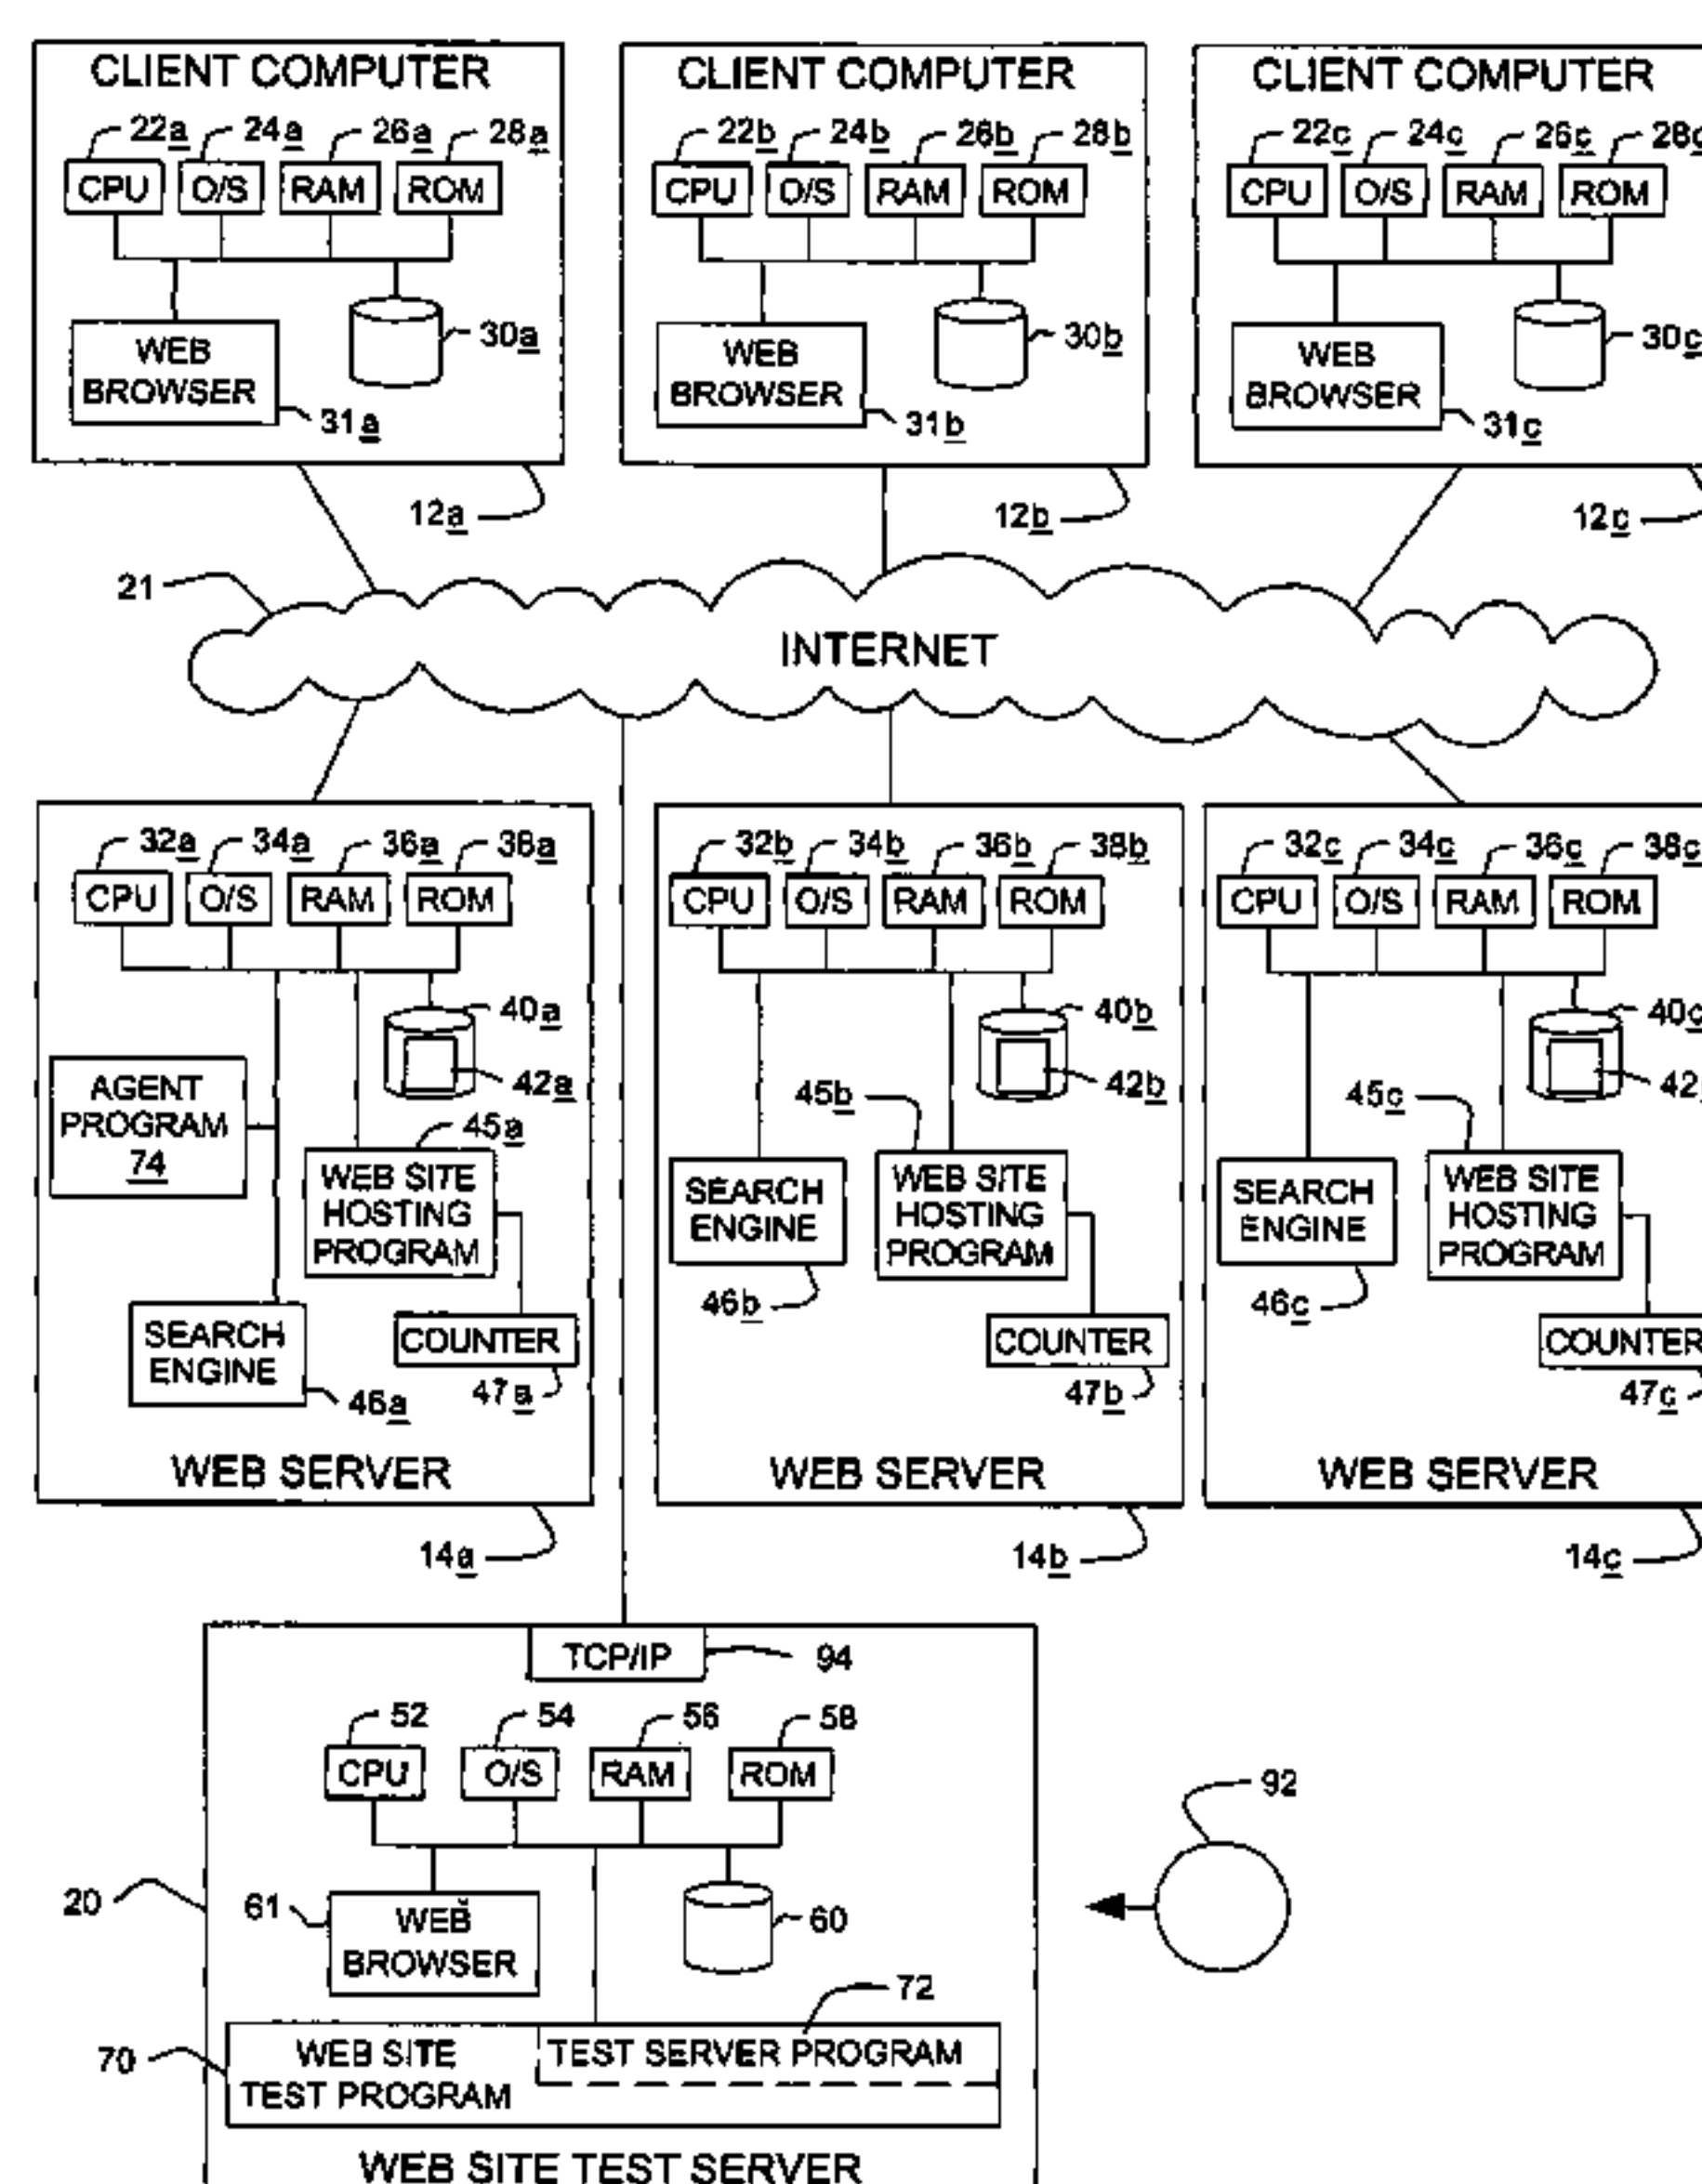 CLIENT COMPUTER
22a 24a 26a 28a
CPU O/S RAM ROM
WEB
BROWSER
30a
31a
12a
CLIENT COMPUTER
22b 24b 26b 28b
CPU O/S RAM ROM
WEB
BROWSER
30b
31b
12b
CLIENT COMPUTER
22c 24c 26c 28c
CPU O/S RAM ROM
WEB
BROWSER
30c
31c
12c
21
INTERNET
32a 34a 36a 38a
CPU O/S RAM ROM
40a
42a
AGENT
PROGRAM
74
45a
WEB SITE
HOSTING
PROGRAM
SEARCH
ENGINE
46a
COUNTER
47a
WEB SERVER
14a
32b 34b 36b 38b
CPU O/S RAM ROM
40b
42b
45b
SEARCH
ENGINE
46b
WEB SITE
HOSTING
PROGRAM
COUNTER
47b
WEB SERVER
14b
32c 34c 36c 38c
CPU O/S RAM ROM
40c
42
45c
SEARCH
ENGINE
46c
WEB SITE
HOSTING
PROGRAM
COUNTER
47c
WEB SERVER
14c
TCP/IP 94
52 54 56 58
CPU O/S RAM ROM
92
20
61
WEB
BROWSER
60
72
70
WEB SITE
TEST PROGRAM
TEST SERVER PROGRAM
WEB SITE TEST SERVER